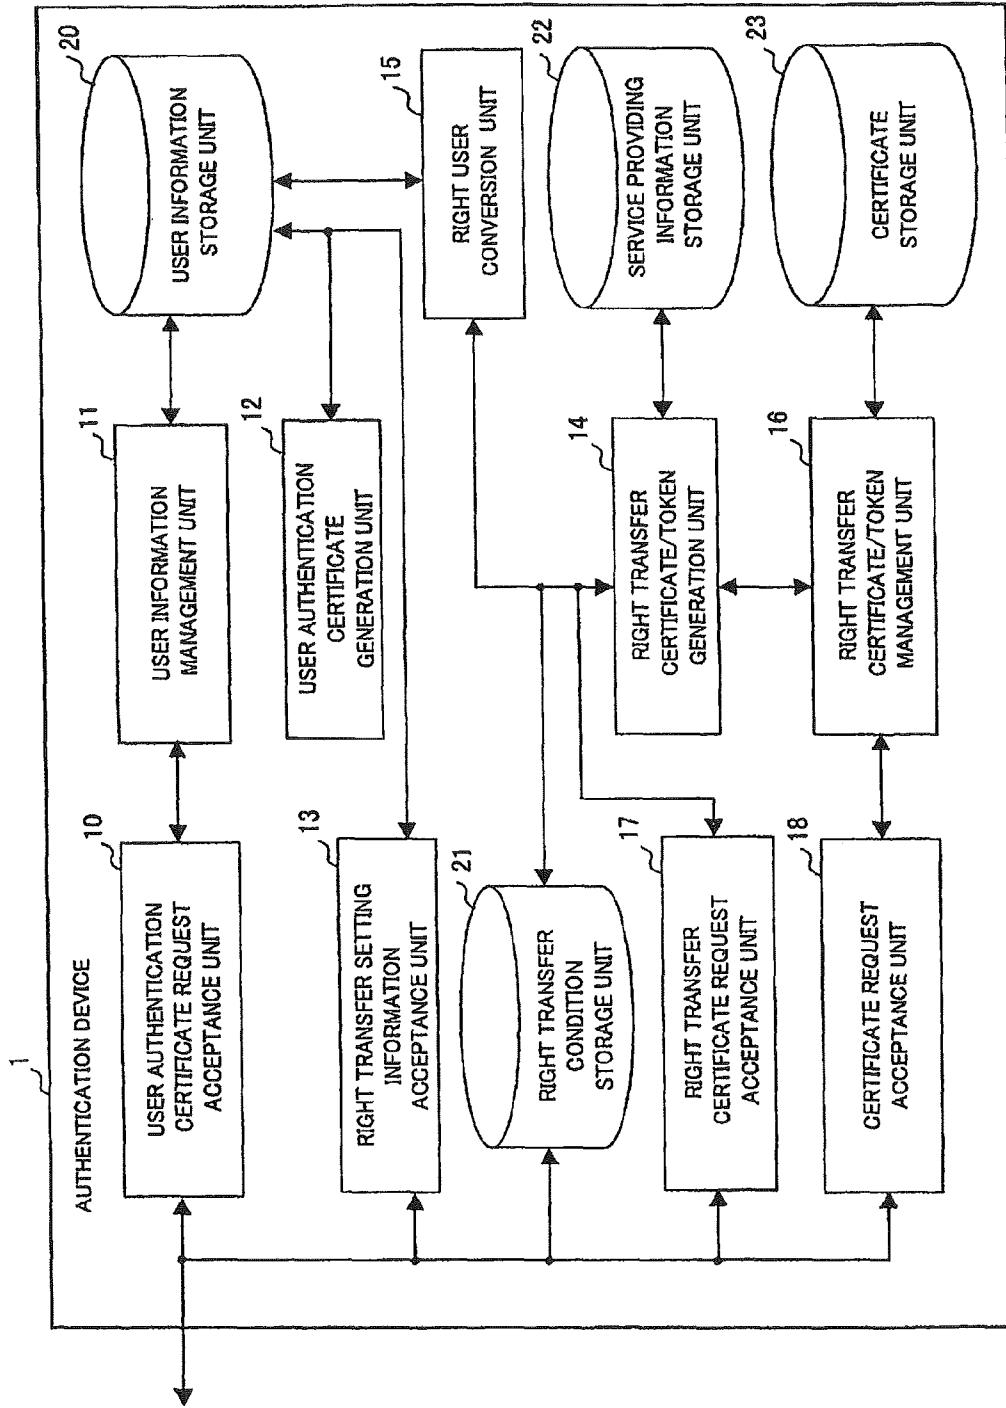 1
AUTHENTICATION DEVICE
10
USER AUTHENTICATION
CERTIFICATE REQUEST
ACCEPTANCE UNIT
11
USER INFORMATION
MANAGEMENT UNIT
20
USER INFORMATION
STORAGE UNIT
12
USER AUTHENTICATION
CERTIFICATE
GENERATION UNIT
13
RIGHT TRANSFER SETTING
INFORMATION
ACCEPTANCE UNIT
15
RIGHT USER
CONVERSION UNIT
21
RIGHT TRANSFER
CONDITION
STORAGE UNIT
14
RIGHT TRANSFER
CERTIFICATE/TOKEN
GENERATION UNIT
22
SERVICE PROVIDING
INFORMATION
STORAGE UNIT
17
RIGHT TRANSFER
CERTIFICATE REQUEST
ACCEPTANCE UNIT
16
RIGHT TRANSFER
CERTIFICATE/TOKEN
MANAGEMENT UNIT
23
CERTIFICATE
STORAGE UNIT
18
CERTIFICATE REQUEST
ACCEPTANCE UNIT